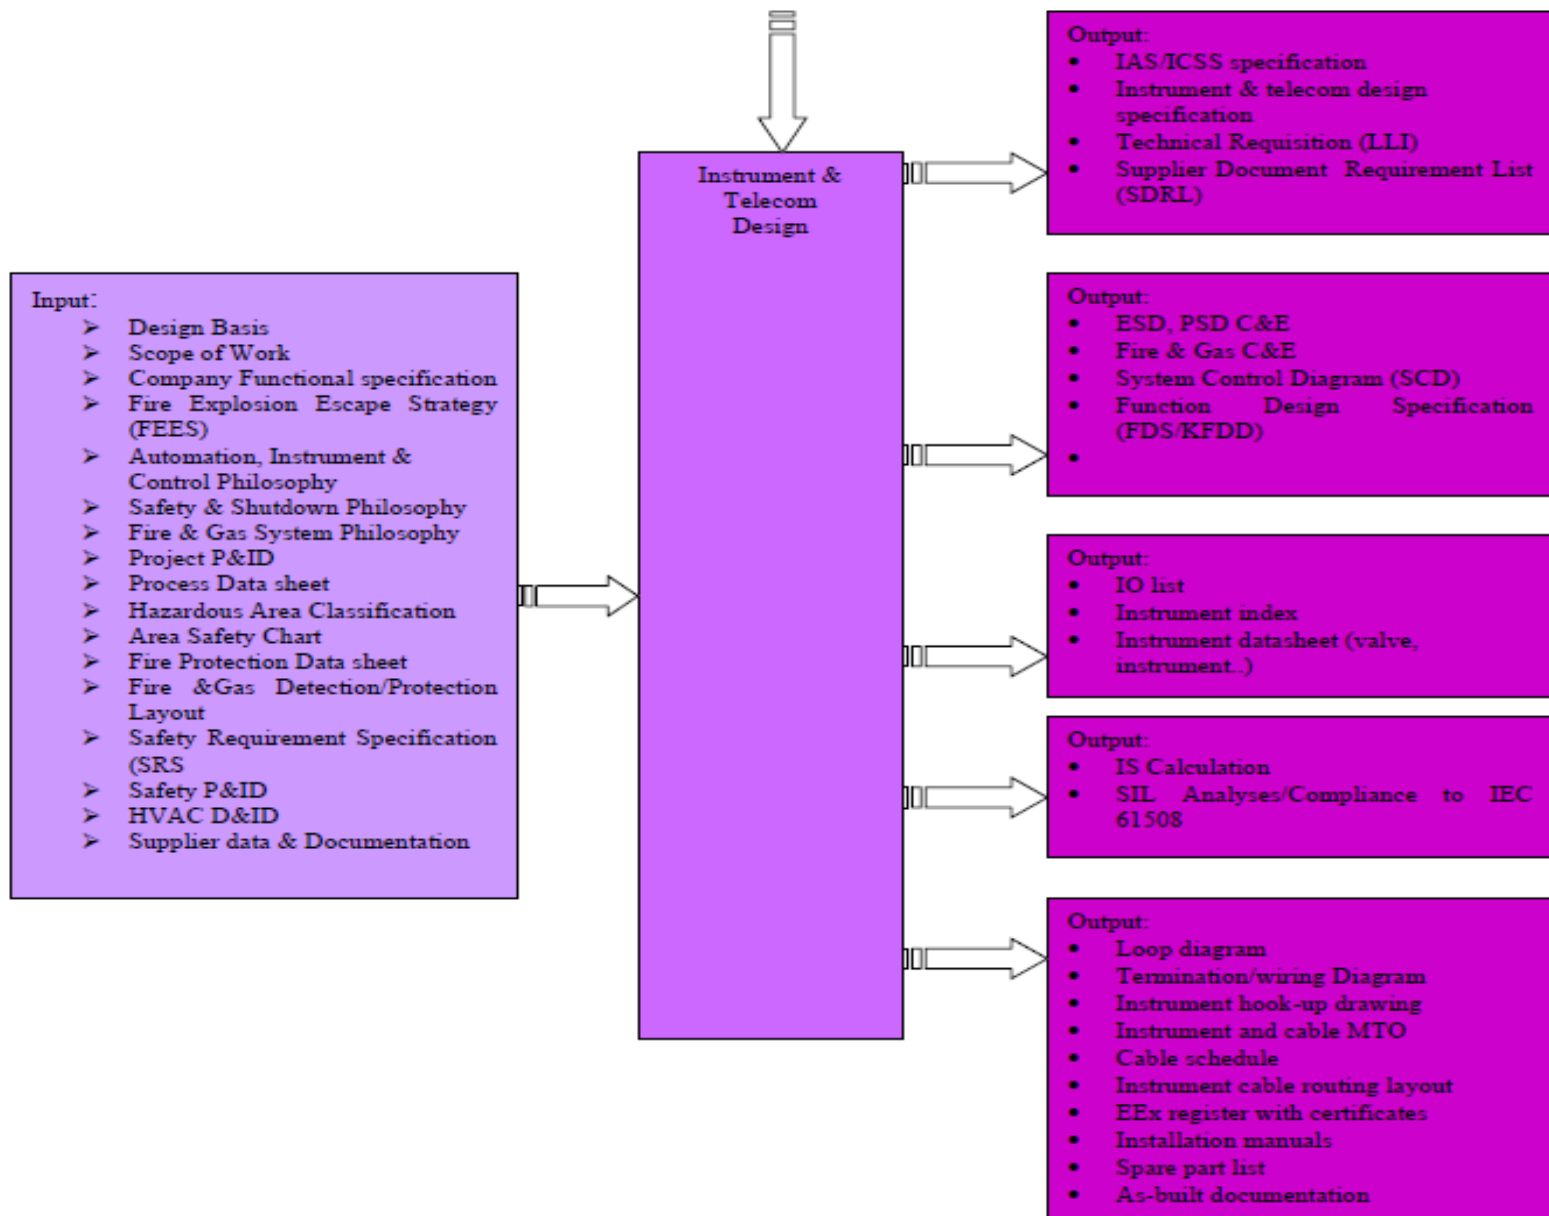 Instrument &
Telecom
Design
Input:
➢ Design Basis
➢ Scope of Work
➢ Company Functional specification
➢ Fire Explosion Escape Strategy
(FEES)
➢ Automation, Instrument &
Control Philosophy
➢ Safety & Shutdown Philosophy
➢ Fire & Gas System Philosophy
➢ Project P&ID
➢ Process Data sheet
➢ Hazardous Area Classification
➢ Area Safety Chart
➢ Fire Protection Data sheet
➢ Fire &Gas Detection/Protection
Layout
➢ Safety Requirement Specification
(SRS
➢ Safety P&ID
➢ HVAC D&ID
➢ Supplier data & Documentation
Output:
• IAS/ICSS specification
• Instrument & telecom design
specification
• Technical Requisition (LLI)
• Supplier Document Requirement List
(SDRL)
Output:
• ESD, PSD C&E
• Fire & Gas C&E
• System Control Diagram (SCD)
• Function Design Specification
(FDS/KFDD)
•
Output:
• IO list
• Instrument index
• Instrument datasheet (valve,
instrument..)
Output:
• IS Calculation
• SIL Analyses/Compliance to IEC
61508
Output:
• Loop diagram
• Termination/wiring Diagram
• Instrument hook-up drawing
• Instrument and cable MTO
• Cable schedule
• Instrument cable routing layout
• EEx register with certificates
• Installation manuals
• Spare part list
• As-built documentation